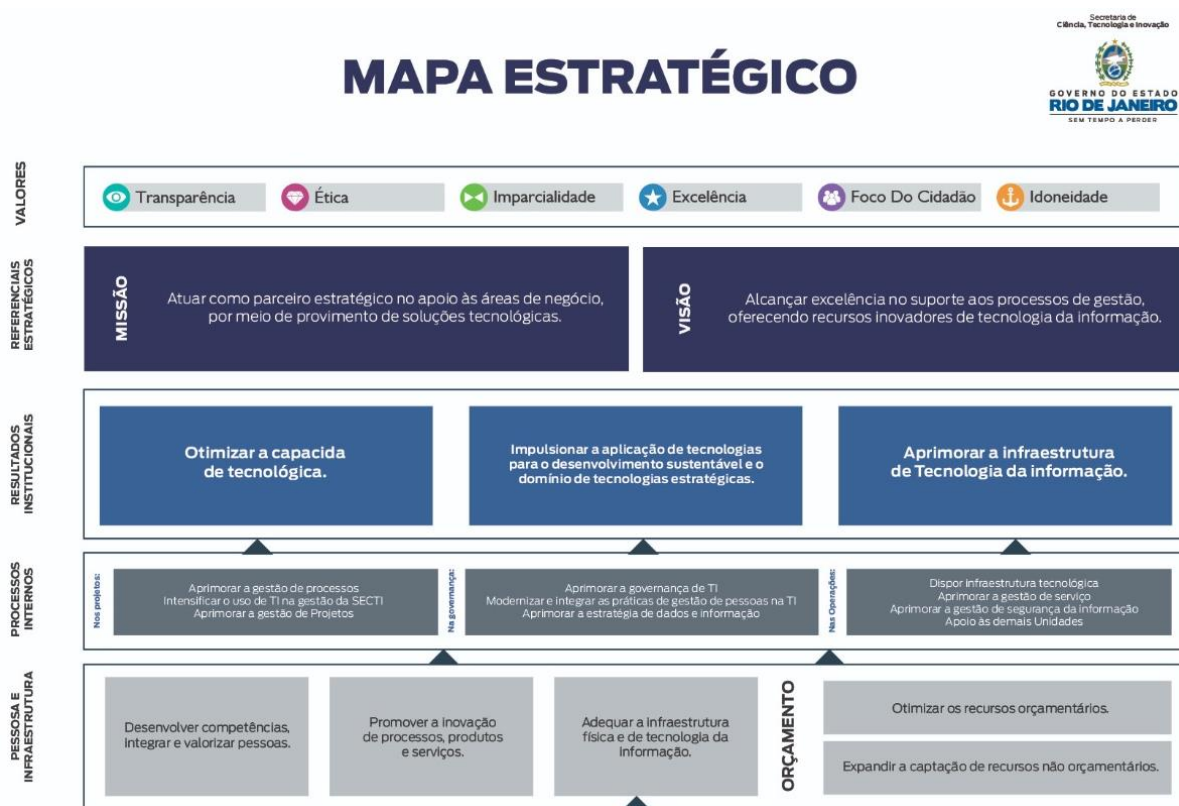 Secretaria de
Ciência, Tecnologia e Inovação
GOVERNO DO ESTADO
RIO DE JANEIRO
SEM TEMPO A PERDER
MAPA ESTRATÉGICO
VALORES
Transparência
Ética
Imparcialidade
Excelência
Foco Do Cidadão
Idoneidade
REFERENCIAIS
ESTRATÉGICOS
MISSÃO
Atuar como parceiro estratégico no apoio às áreas de negócio,
por meio de provimento de soluções tecnológicas.
VISÃO
Alcançar excelência no suporte aos processos de gestão,
oferecendo recursos inovadores de tecnologia da informação.
RESULTADOS
INSTITUCIONAIS
Otimizar a capacida
de tecnológica.
Impulsionar a aplicação de tecnologias
para o desenvolvimento sustentável e o
domínio de tecnologias estratégicas.
Aprimorar a infraestrutura
de Tecnologia da informação.
PROCESSOS
INTERNOS
Nos projetos:
Aprimorar a gestão de processos
Intensificar o uso de TI na gestão da SECTI
Aprimorar a gestão de Projetos
Na governança:
Aprimorar a governança de TI
Modernizar e integrar as práticas de gestão de pessoas na TI
Aprimorar a estratégia de dados e informação
Nas Operações:
Dispor infraestrutura tecnológica
Aprimorar a gestão de serviço
Aprimorar a gestão de segurança da informação
Apoio às demais Unidades
PESSOSA E
INFRAESTRUTURA
Desenvolver competências,
integrar e valorizar pessoas.
Promover a inovação
de processos, produtos
e serviços.
Adequar a infraestrutura
física e de tecnologia da
informação.
ORÇAMENTO
Otimizar os recursos orçamentários.
Expandir a captação de recursos não orçamentários.